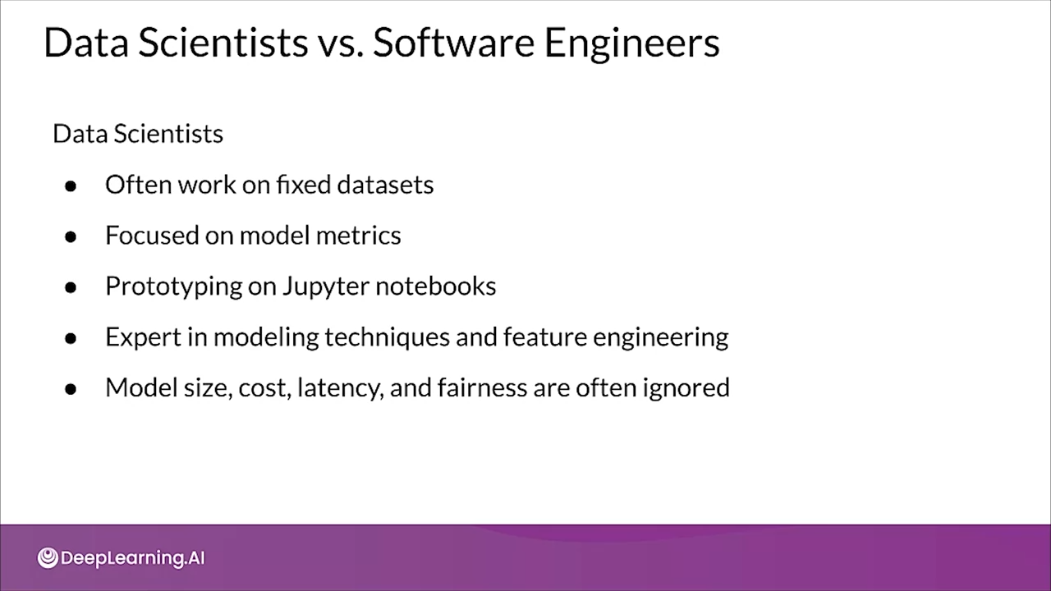 Data Scientists vs. Software Engineers
Data Scientists
● Often work on fixed datasets
● Focused on model metrics
● Prototyping on Jupyter notebooks
● Expert in modeling techniques and feature engineering
● Model size, cost, latency, and fairness are often ignored
DeepLearning.AI